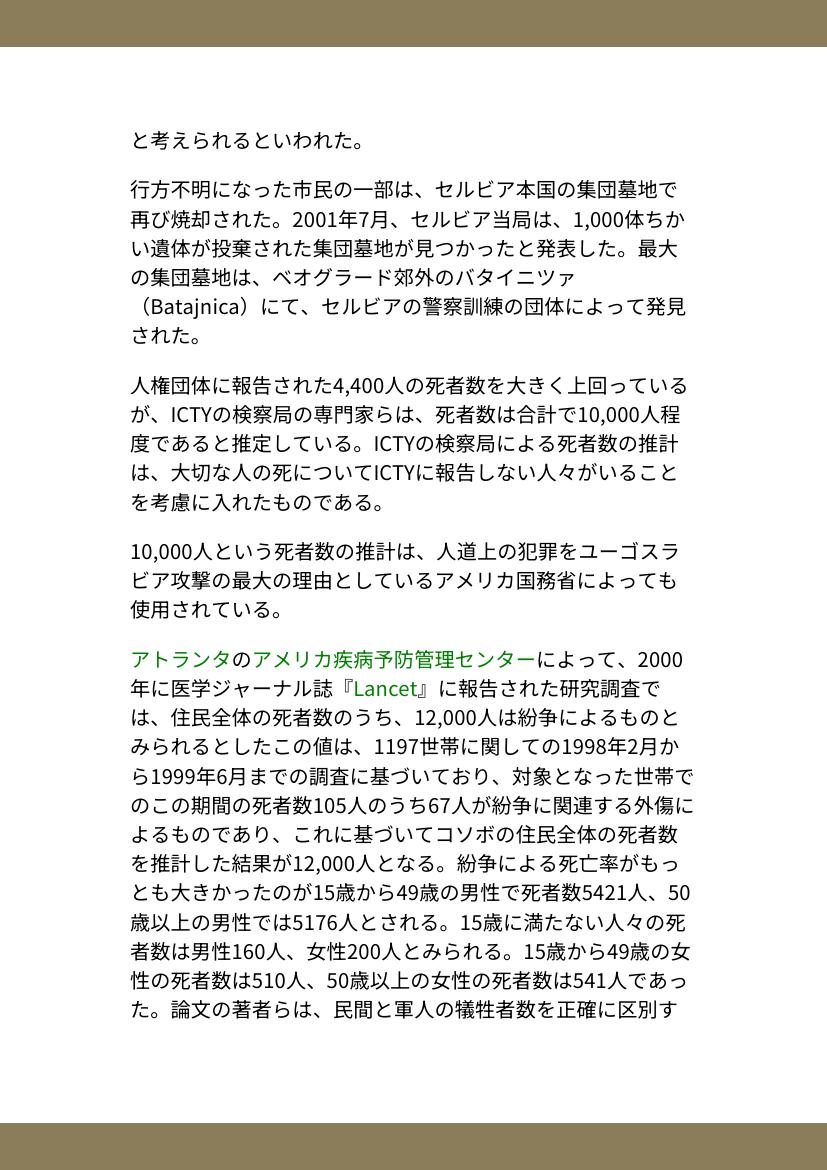 と考えられるといわれた。
行方不明になった市民の一部は、セルビア本国の集団墓地で
再び焼却された。2001年7月、セルビア当局は、1,000体ちか
い遺体が投棄された集団墓地が見つかったと発表した。最大
の集団墓地は、ベオグラード郊外のバタイニツァ
（Batajnica）にて、セルビアの警察訓練の団体によって発見
された。
人権団体に報告された4,400人の死者数を大きく上回っている
が、ICTYの検察局の専門家らは、死者数は合計で10,000人程
度であると推定している。ICTYの検察局による死者数の推計
は、大切な人の死についてICTYに報告しない人々がいること
を考慮に入れたものである。
10,000人という死者数の推計は、人道上の犯罪をユーゴスラ
ビア攻撃の最大の理由としているアメリカ国務省によっても
使用されている。
アトランタのアメリカ疾病予防管理センターによって、2000
年に医学ジャーナル誌『Lancet』に報告された研究調査で
は、住民全体の死者数のうち、12,000人は紛争によるものと
みられるとしたこの値は、1197世帯に関しての1998年2月か
ら1999年6月までの調査に基づいており、対象となった世帯で
のこの期間の死者数105人のうち67人が紛争に関連する外傷に
よるものであり、これに基づいてコソボの住民全体の死者数
を推計した結果が12,000人となる。紛争による死亡率がもっ
とも大きかったのが15歳から49歳の男性で死者数5421人、50
歳以上の男性では5176人とされる。15歳に満たない人々の死
者数は男性160人、女性200人とみられる。15歳から49歳の女
性の死者数は510人、50歳以上の女性の死者数は541人であっ
た。論文の著者らは、民間と軍人の犠牲者数を正確に区別す